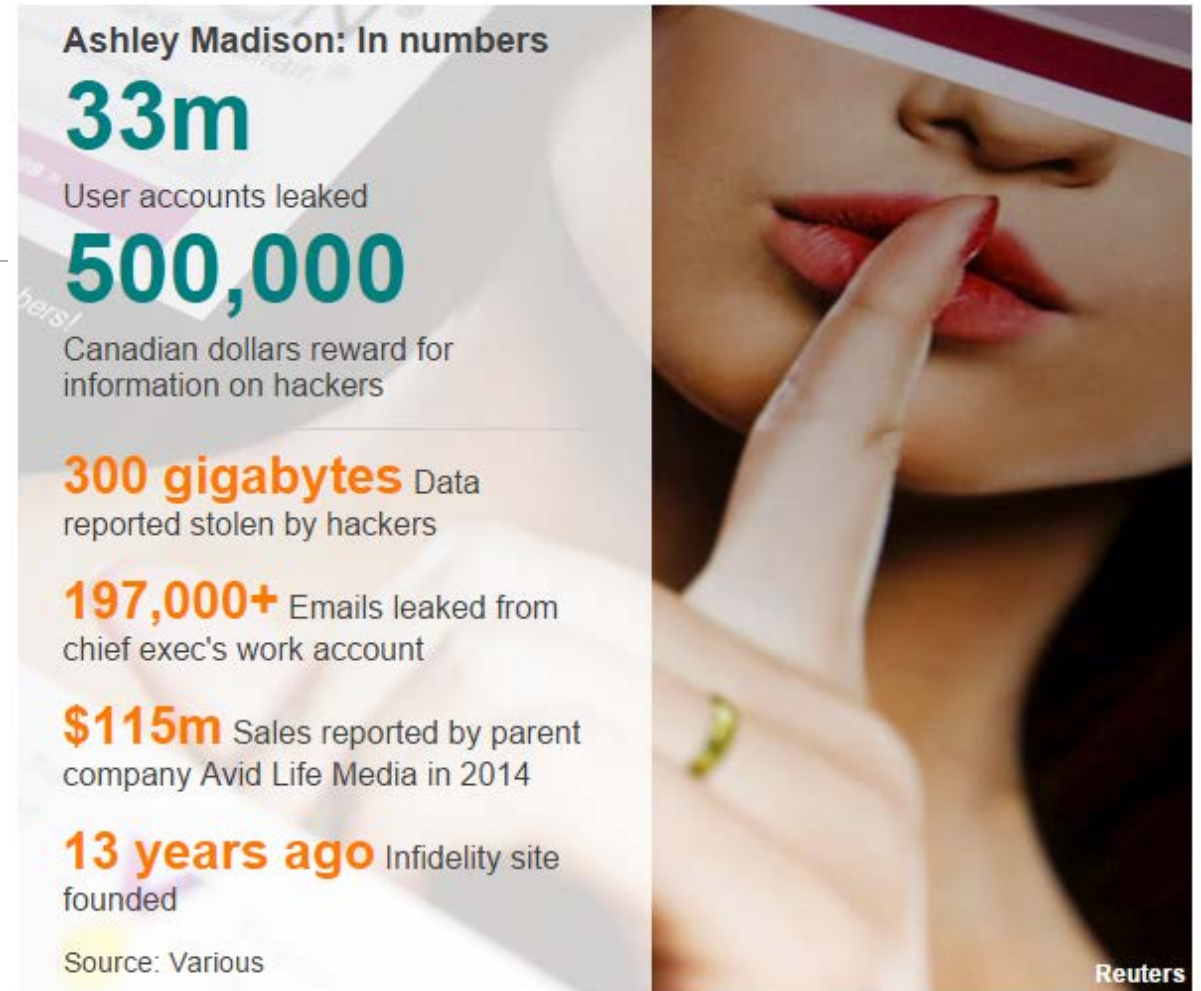 Ashley Madison: In numbers
33m
User accounts leaked
500,000
Canadian dollars reward for
information on hackers
300 gigabytes Data
reported stolen by hackers
197,000+ Emails leaked from
chief exec's work account
$115m Sales reported by parent
company Avid Life Media in 2014
13 years ago Infidelity site
founded
Source: Various
bers!
Reuters